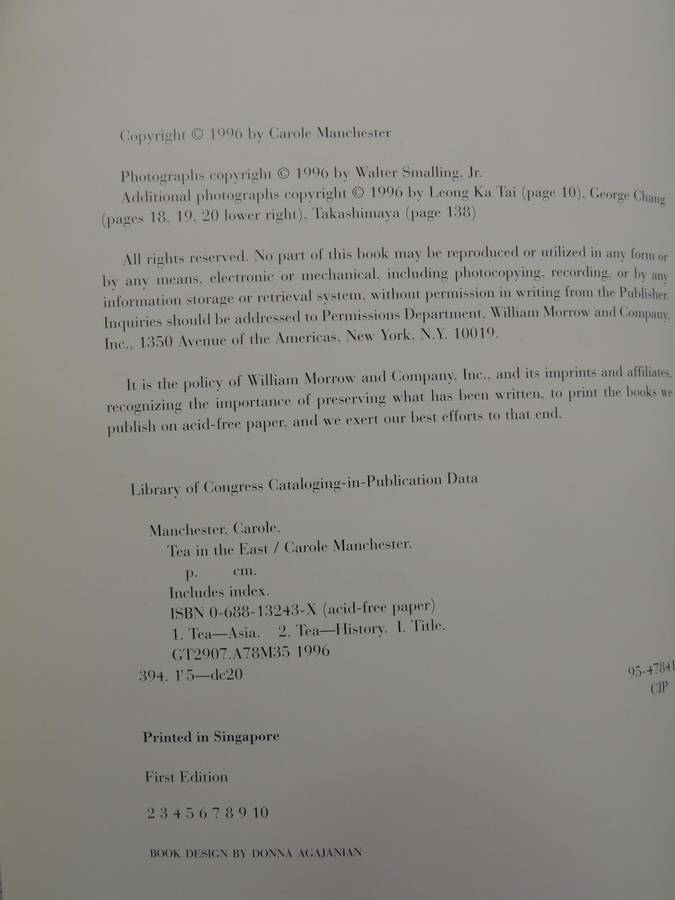 Copyright © 1996 by Carole Manchester
Photographs copyright © 1996 by Walter Smalling, Jr.
Additional photographs copyright © 1996 by Leong Ka Tai (page 10), George Chang
(pages 18, 19, 20 lower right), Takashimaya (page 138)
All rights reserved. No part of this book may be reproduced or utilized in any form or
by any means, electronic or mechanical, including photocopying, recording, or by any
information storage or retrieval system, without permission in writing from the Publisher.
Inquiries should be addressed to Permissions Department, William Morrow and Company,
Inc., 1350 Avenue of the Americas, New York, N.Y. 10019.
It is the policy of William Morrow and Company, Inc., and its imprints and affiliates,
recognizing the importance of preserving what has been written, to print the books we
publish on acid-free paper, and we exert our best efforts to that end.
Library of Congress Cataloging-in-Publication Data
Manchester, Carole.
Tea in the East / Carole Manchester.
p. cm.
Includes index.
ISBN 0-688-13243-X (acid-free paper)
1. Tea—Asia. 2. Tea—History. I. Title.
GT2907.A78M35 1996
394. 1'5—dc20
95-47841
CIP
Printed in Singapore
First Edition
2 3 4 5 6 7 8 9 10
BOOK DESIGN BY DONNA AGAJANIAN